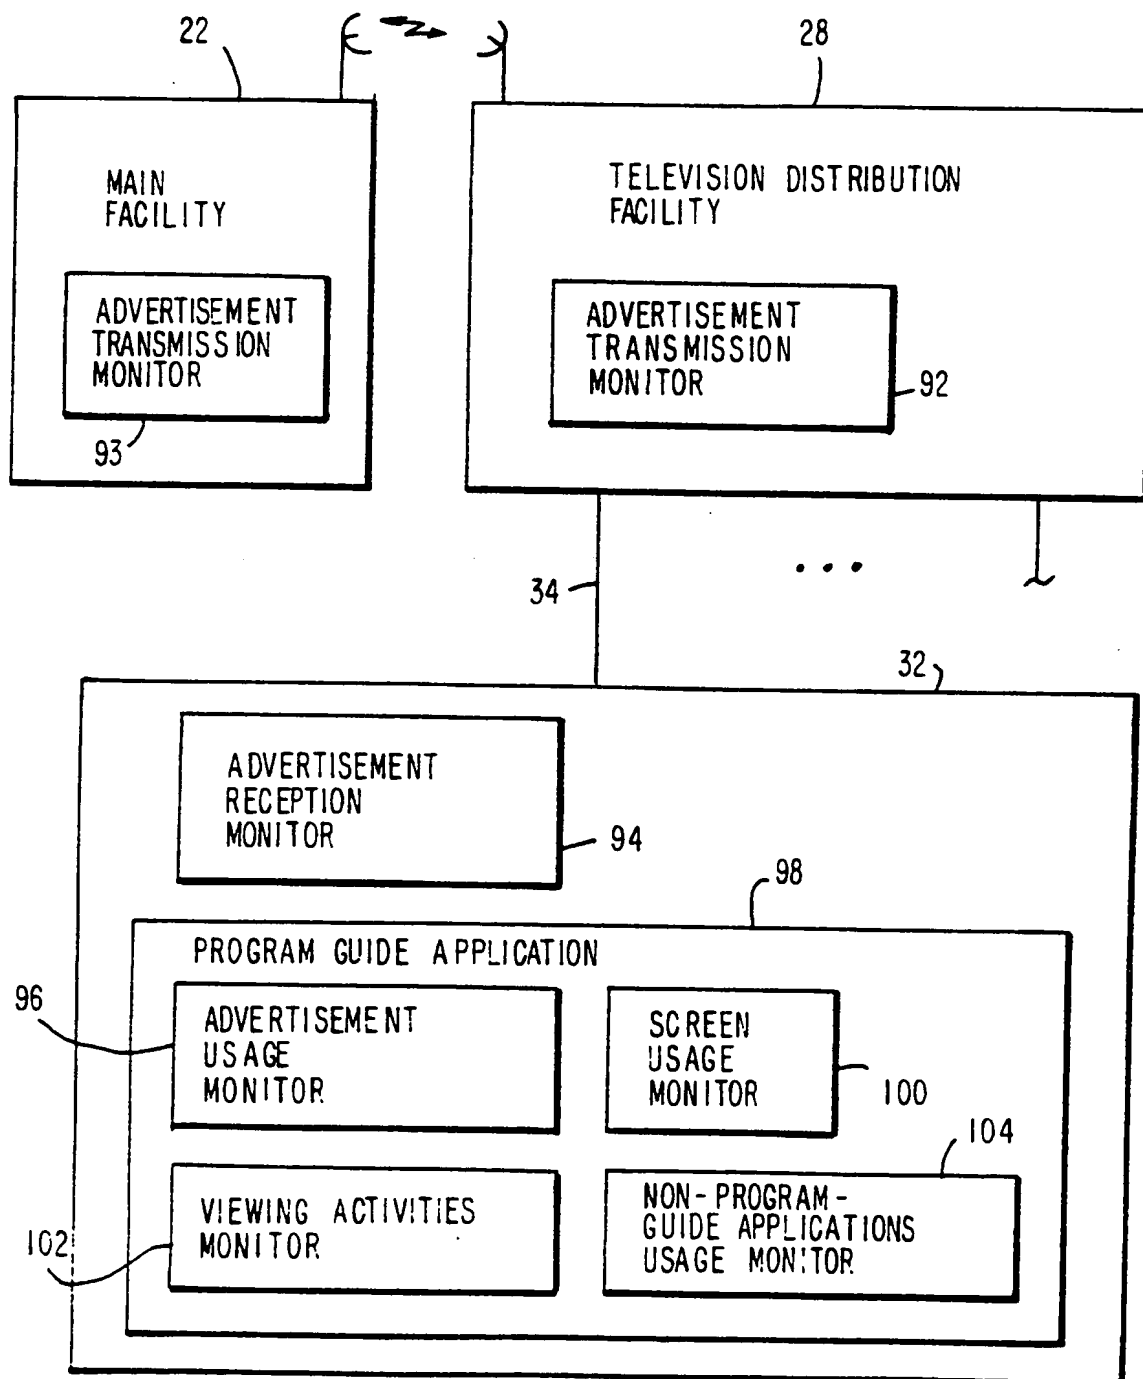 22
28
MAIN
FACILITY
TELEVISION DISTRIBUTION
FACILITY
ADVERTISEMENT
TRANSMISSION
MONITOR
93
ADVERTISEMENT
TRANSMISSION
MONITOR
92
34
...
32
ADVERTISEMENT
RECEPTION
MONITOR
94
98
PROGRAM GUIDE APPLICATION
96
ADVERTISEMENT
USAGE
MONITOR
SCREEN
USAGE
MONITOR
100
104
VIEWING ACTIVITIES
MONITOR
102
NON-PROGRAM-
GUIDE APPLICATIONS
USAGE MONITOR